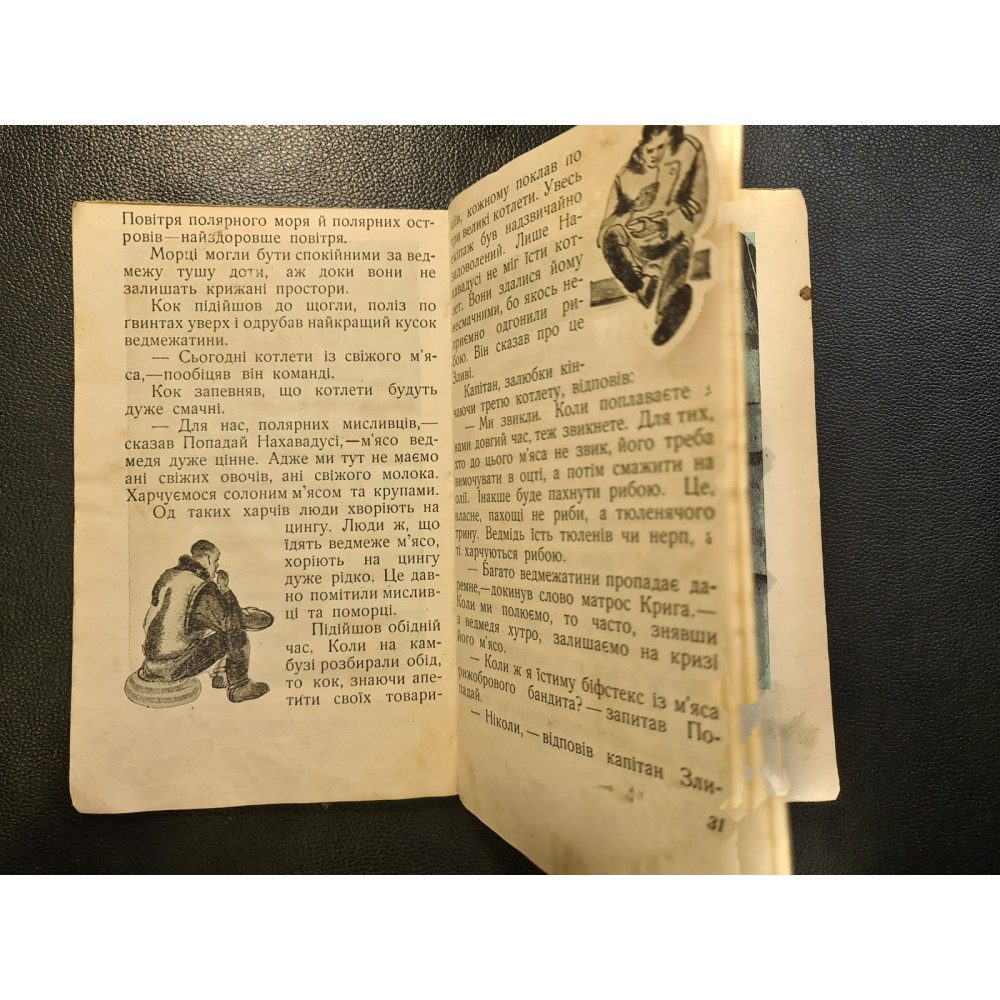 Повітря полярного моря й полярних ост-
ровів—найздоровше повітря.
Морці могли бути спокійними за вед-
межу тушу доти, аж доки вони не
залишать крижані простори.
Кок підійшов до щогли, поліз по
ґвинтах уверх і одрубав найкращий кусок
ведмежатини.
— Сьогодні котлети із свіжого м'я-
са,—пообіцяв він команді.
Кок запевняв, що котлети будуть
дуже смачні.
— Для нас, полярних мисливців,—
сказав Попадай Нахавадусі,—м'ясо вед-
медя дуже цінне. Адже ми тут не маємо
ані свіжих овочів, ані свіжого молока.
Харчуємося солоним м'ясом та крупами.
Од таких харчів люди хворіють на
цингу. Люди ж, що
їдять ведмеже м'ясо,
хоріють на цингу
дуже рідко. Це дав-
но помітили мислив-
ці та поморці.
Підійшов обідній
час. Коли на кам-
бузі розбирали обід,
то кок, знаючи апе-
тити своїх товари-
шів, кожному поклав по
три великі котлети. Увесь
екіпаж був надзвичайно
задоволений. Лише На-
хавадусі не міг їсти кот-
лет. Вони здалися йому
несмачними, бо якось не-
приємно одгонили ри-
бою. Він сказав про це
Зливі.
Капітан, залюбки кін-
чаючи третю котлету, відповів:
— Ми звикли. Коли поплаваєте з
нами довгий час, теж звикнете. Для тих,
хто до цього м'яса не звик, його треба
вимочувати в оцті, а потім смажити на
олії. Інакше буде пахнути рибою. Це,
власне, пахощі не риби, а тюленячого
трину. Ведмідь їсть тюленів чи нерп, а
ті харчуються рибою.
— Багато ведмежатини пропадає да-
ремне,—докинув слово матрос Крига.—
Коли ми полюємо, то часто, знявши
з ведмедя хутро, залишаємо на кризі
його м'ясо.
— Коли ж я їстиму біфстекс із м'яса
рижобрового бандита? — запитав По-
падай.
— Ніколи, — відповів капітан Зли-
31